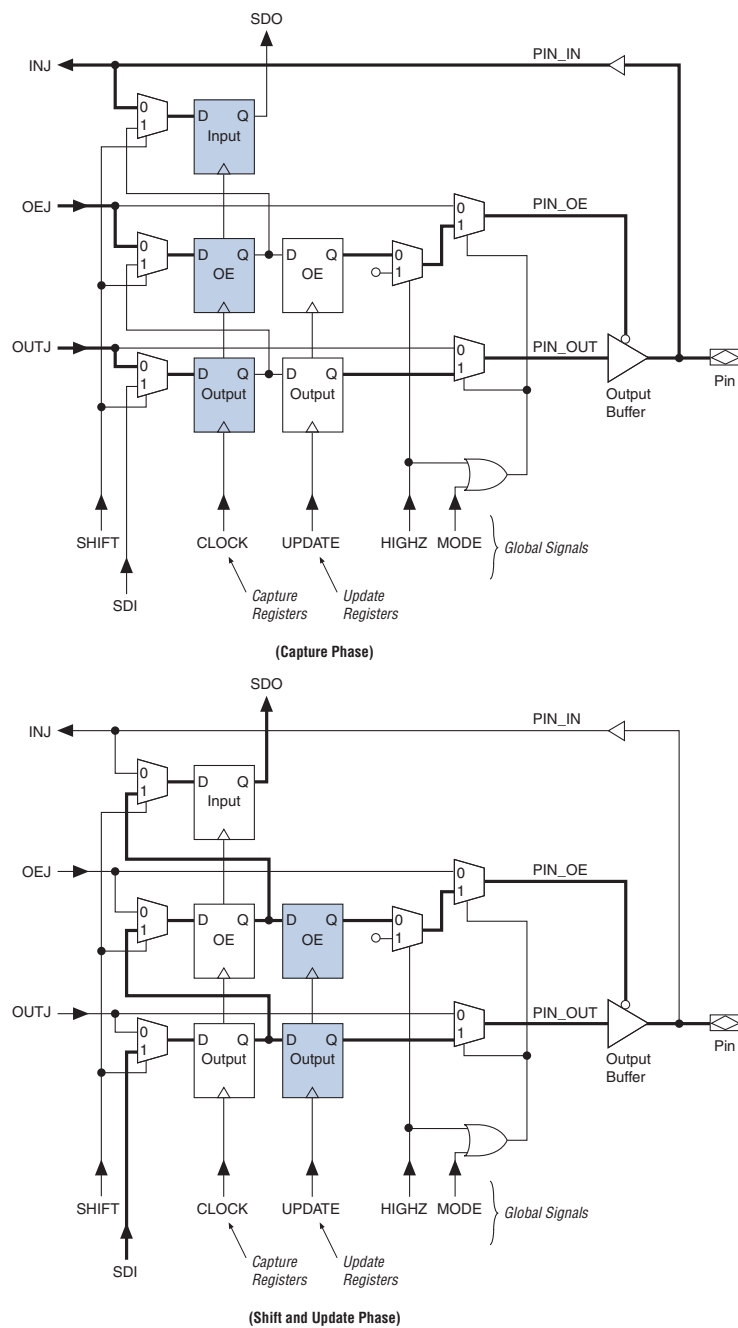 SDO
INJ
PIN_IN
0
1
D Q
Input
OEJ
0
1
PIN_OE
0
1
D Q
OE
D Q
OE
0
1
OUTJ
0
1
PIN_OUT
0
1
D Q
Output
D Q
Output
Pin
Output
Buffer
SHIFT
CLOCK
UPDATE
HIGHZ
MODE
Global Signals
SDI
Capture
Registers
Update
Registers
(Capture Phase)
SDO
INJ
PIN_IN
0
1
D Q
Input
OEJ
0
1
PIN_OE
0
1
D Q
OE
D Q
OE
0
1
OUTJ
0
1
PIN_OUT
0
1
D Q
Output
D Q
Output
Pin
Output
Buffer
SHIFT
CLOCK
UPDATE
HIGHZ
MODE
Global Signals
SDI
Capture
Registers
Update
Registers
(Shift and Update Phase)